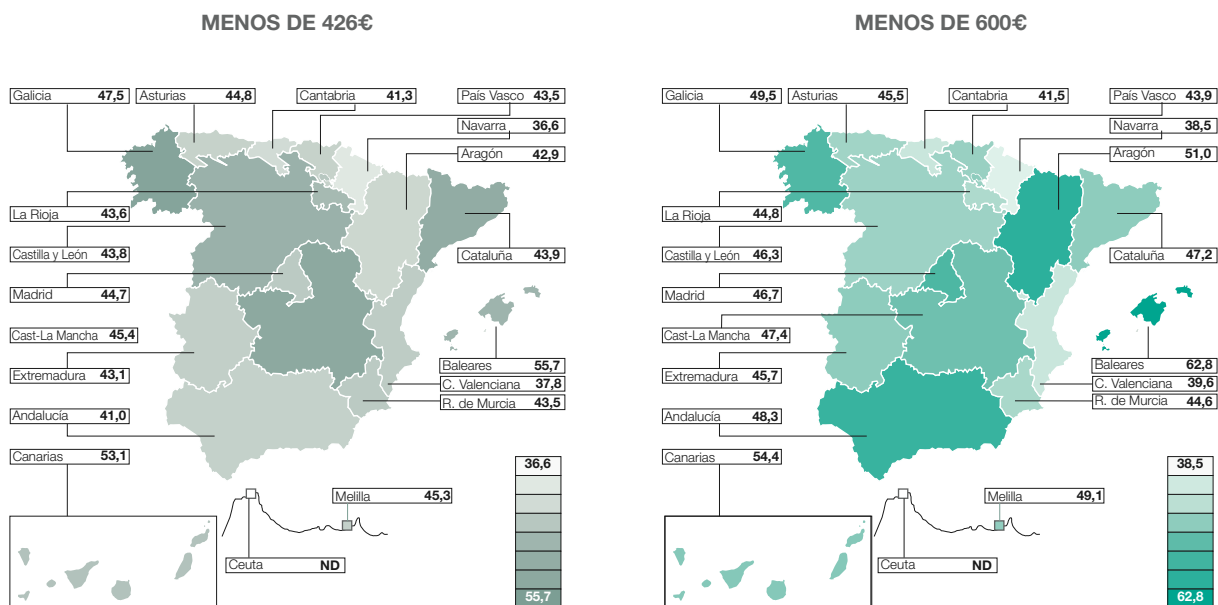 MENOS DE 426€
Galicia 47,5
Asturias 44,8
Cantabria 41,3
País Vasco 43,5
Navarra 36,6
Aragón 42,9
La Rioja 43,6
Castilla y León 43,8
Cataluña 43,9
Madrid 44,7
Cast-La Mancha 45,4
Extremadura 43,1
Baleares 55,7
C. Valenciana 37,8
R. de Murcia 43,5
Andalucía 41,0
Canarias 53,1
36,6
55,7
Melilla 45,3
Ceuta ND
MENOS DE 600€
Galicia 49,5
Asturias 45,5
Cantabria 41,5
País Vasco 43,9
Navarra 38,5
Aragón 51,0
La Rioja 44,8
Castilla y León 46,3
Cataluña 47,2
Madrid 46,7
Cast-La Mancha 47,4
Extremadura 45,7
Baleares 62,8
C. Valenciana 39,6
R. de Murcia 44,6
Andalucía 48,3
Canarias 54,4
38,5
62,8
Melilla 49,1
Ceuta ND